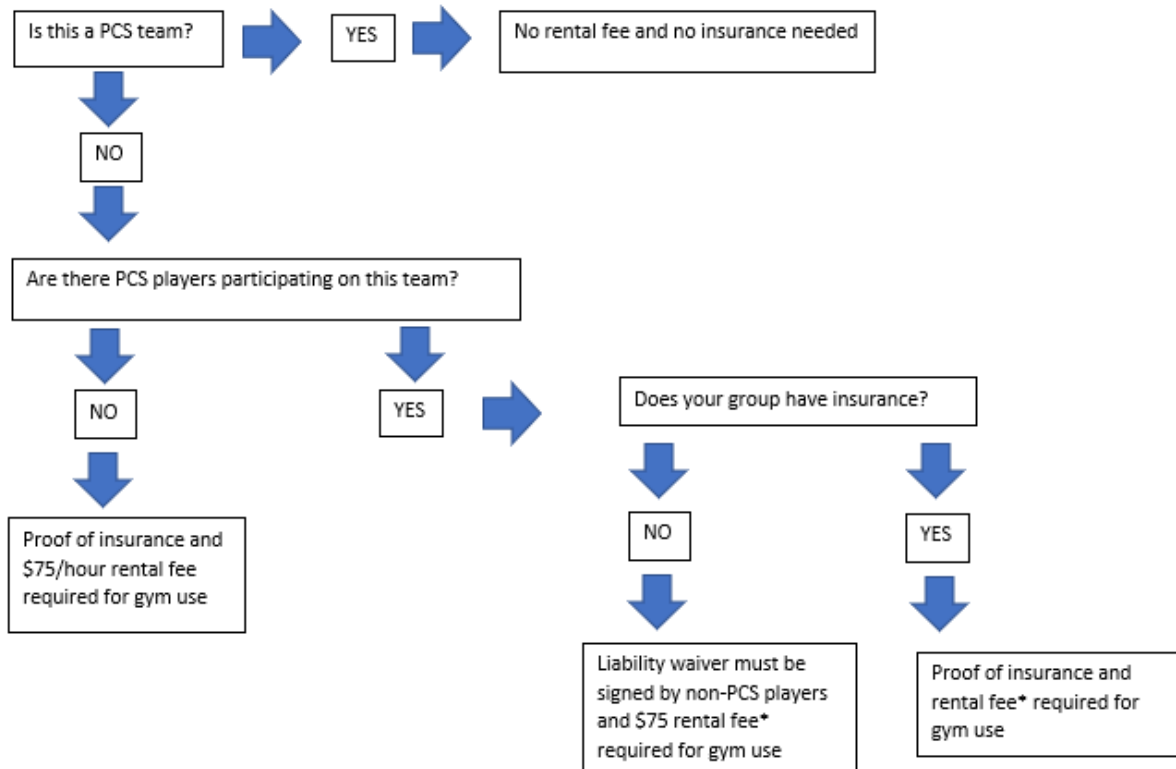 Is this a PCS team?
YES
No rental fee and no insurance needed
NO
Are there PCS players participating on this team?
NO
YES
Does your group have insurance?
Proof of insurance and
$75/hour rental fee
required for gym use
NO
YES
Liability waiver must be
signed by non-PCS players
and $75 rental fee*
required for gym use
Proof of insurance and
rental fee* required for
gym use